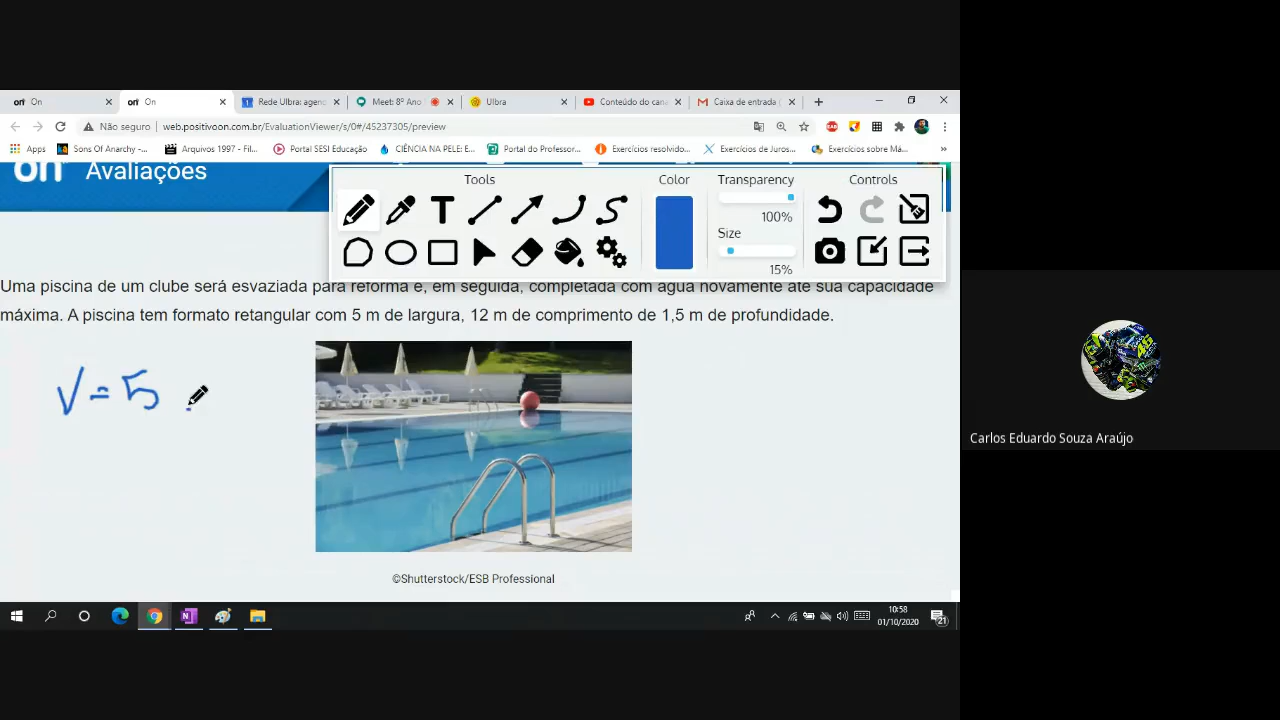 on On
on On
Rede Ulbra: agend
Meet: 8º Ano
Ulbra
Conteúdo do cana
Caixa de entrada (
Não seguro
web.positivoon.com.br/EvaluationViewer/s/0#/45237305/preview
Apps
Sons Of Anarchy -...
Arquivos 1997 - Fil...
Portal SESI Educação
CIÊNCIA NA PELE: E...
Portal do Professor...
Exercícios resolvido...
Exercícios de Juros...
Exercícios sobre Má...
»
on Avaliações
Tools
Color
Transparency
Controls
100%
Size
15%
T
Uma piscina de um clube será esvaziada para reforma e, em seguida, completada com água novamente até sua capacidade
máxima. A piscina tem formato retangular com 5 m de largura, 12 m de comprimento de 1,5 m de profundidade.
V = 5 .
©Shutterstock/ESB Professional
10:58
01/10/2020
21
Carlos Eduardo Souza Araújo